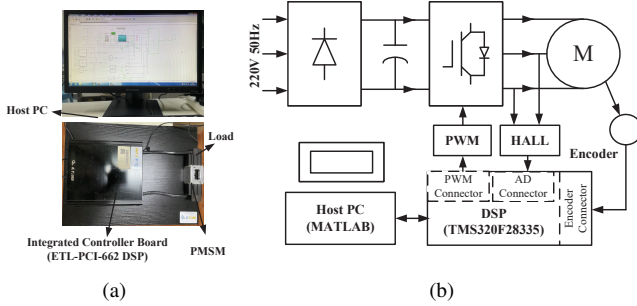 Host PC
Load
Integrated Controller Board
(ETL-PCI-662 DSP)
PMSM
(a)
220V 50Hz
M
PWM
HALL
Encoder
PWM
Connector
AD
Connector
Encoder
Connector
Host PC
(MATLAB)
DSP
(TMS320F28335)
(b)